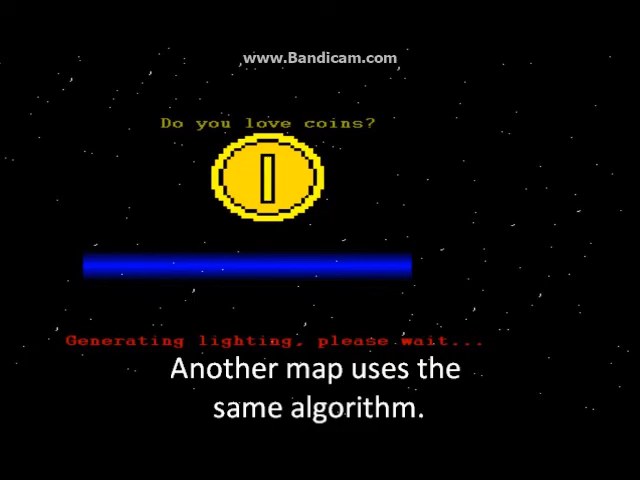 www.Bandicam.com
Do you love coins?
Generating lighting, please wait...
Another map uses the
same algorithm.